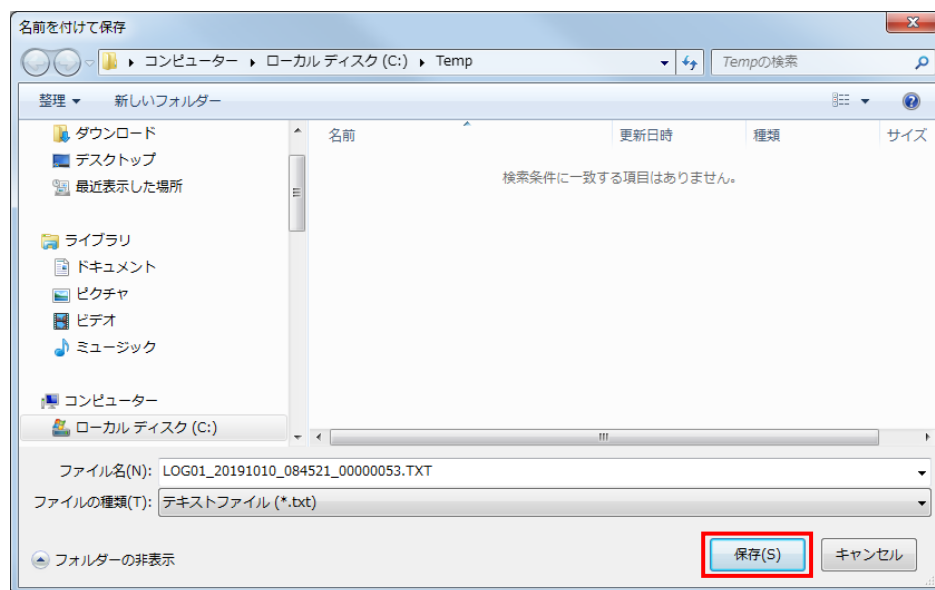 名前を付けて保存
コンピューター ローカル ディスク (C:) Temp Tempの検索
整理 新しいフォルダー
ダウンロード
デスクトップ
最近表示した場所
ライブラリ
ドキュメント
ピクチャ
ビデオ
ミュージック
コンピューター
ローカル ディスク (C:)
名前 更新日時 種類 サイズ
検索条件に一致する項目はありません。
ファイル名(N): LOG01_20191010_084521_00000053.TXT
ファイルの種類(T): テキストファイル (*.txt)
フォルダーの非表示 保存(S) キャンセル